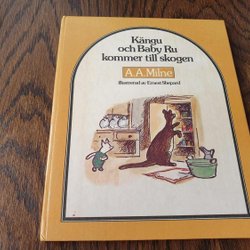 Kängu
och Baby Ru
kommer till skogen
A.A.Milne
Illustrerad av Ernest Shepard